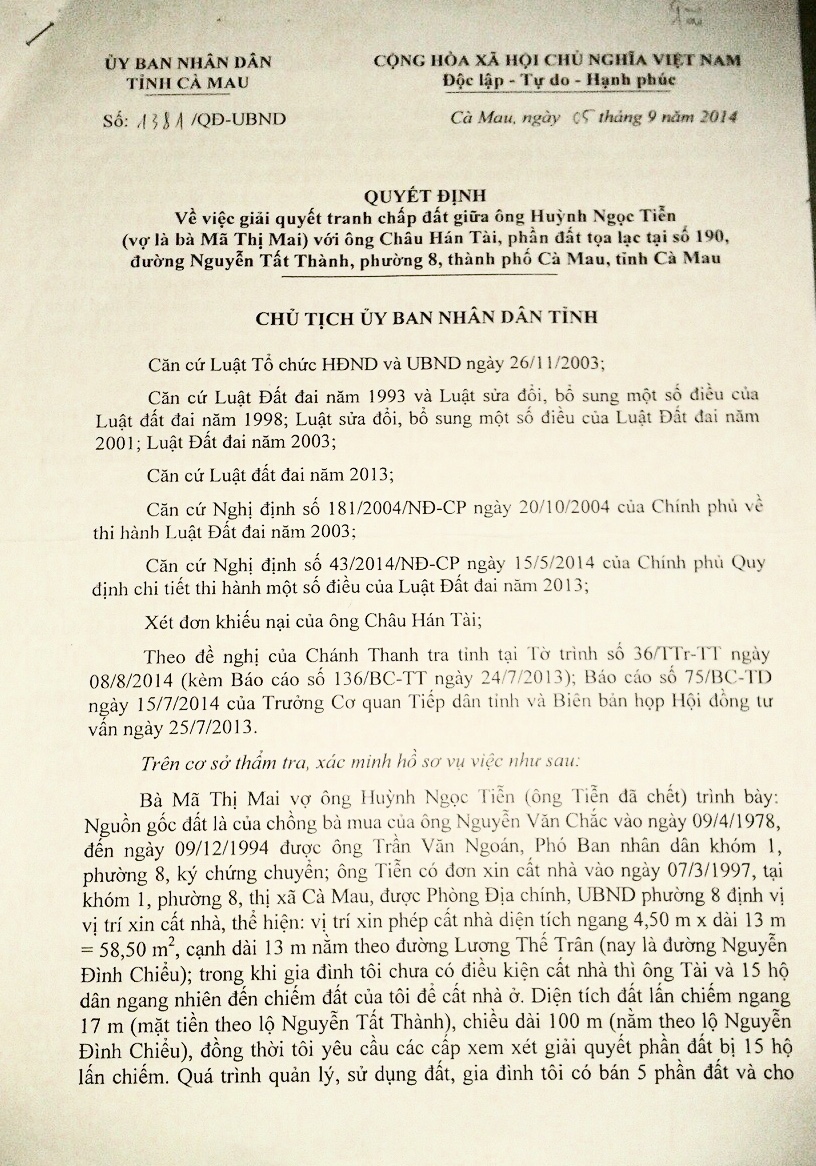 ỦY BAN NHÂN DÂN
TỈNH CÀ MAU
Số: 1381/QĐ-UBND
CỘNG HÒA XÃ HỘI CHỦ NGHĨA VIỆT NAM
Độc lập - Tự do - Hạnh phúc
Cà Mau, ngày 05 tháng 9 năm 2014
QUYẾT ĐỊNH
Về việc giải quyết tranh chấp đất giữa ông Huỳnh Ngọc Tiễn
(vợ là bà Mã Thị Mai) với ông Châu Hán Tài, phần đất tọa lạc tại số 190,
đường Nguyễn Tất Thành, phường 8, thành phố Cà Mau, tỉnh Cà Mau
CHỦ TỊCH ỦY BAN NHÂN DÂN TỈNH
Căn cứ Luật Tổ chức HĐND và UBND ngày 26/11/2003;
Căn cứ Luật Đất đai năm 1993 và Luật sửa đổi, bổ sung một số điều của
Luật đất đai năm 1998; Luật sửa đổi, bổ sung một số điều của Luật Đất đai năm
2001; Luật Đất đai năm 2003;
Căn cứ Luật đất đai năm 2013;
Căn cứ Nghị định số 181/2004/NĐ-CP ngày 20/10/2004 của Chính phủ về
thi hành Luật Đất đai năm 2003;
Căn cứ Nghị định số 43/2014/NĐ-CP ngày 15/5/2014 của Chính phủ Quy
định chi tiết thi hành một số điều của Luật Đất đai năm 2013;
Xét đơn khiếu nại của ông Châu Hán Tài;
Theo đề nghị của Chánh Thanh tra tỉnh tại Tờ trình số 36/TTr-TT ngày
08/8/2014 (kèm Báo cáo số 136/BC-TT ngày 24/7/2013); Báo cáo số 75/BC-TD
ngày 15/7/2014 của Trưởng Cơ quan Tiếp dân tỉnh và Biên bản họp Hội đồng tư
vấn ngày 25/7/2013.
Trên cơ sở thẩm tra, xác minh hồ sơ vụ việc như sau:
Bà Mã Thị Mai vợ ông Huỳnh Ngọc Tiễn (ông Tiễn đã chết) trình bày:
Nguồn gốc đất là của chồng bà mua của ông Nguyễn Văn Chắc vào ngày 09/4/1978,
đến ngày 09/12/1994 được ông Trần Văn Ngoán, Phó Ban nhân dân khóm 1,
phường 8, ký chứng chuyển; ông Tiễn có đơn xin cất nhà vào ngày 07/3/1997, tại
khóm 1, phường 8, thị xã Cà Mau, được Phòng Địa chính, UBND phường 8 định vị
vị trí xin cất nhà, thể hiện: vị trí xin phép cất nhà diện tích ngang 4,50 m x dài 13 m
= 58,50 m², cạnh dài 13 m nằm theo đường Lương Thế Trân (nay là đường Nguyễn
Đình Chiểu); trong khi gia đình tôi chưa có điều kiện cất nhà thì ông Tài và 15 hộ
dân ngang nhiên đến chiếm đất của tôi để cất nhà ở. Diện tích đất lấn chiếm ngang
17 m (mặt tiền theo lộ Nguyễn Tất Thành), chiều dài 100 m (nằm theo lộ Nguyễn
Đình Chiểu), đồng thời tôi yêu cầu các cấp xem xét giải quyết phần đất bị 15 hộ
lấn chiếm. Quá trình quản lý, sử dụng đất, gia đình tôi có bán 5 phần đất và cho